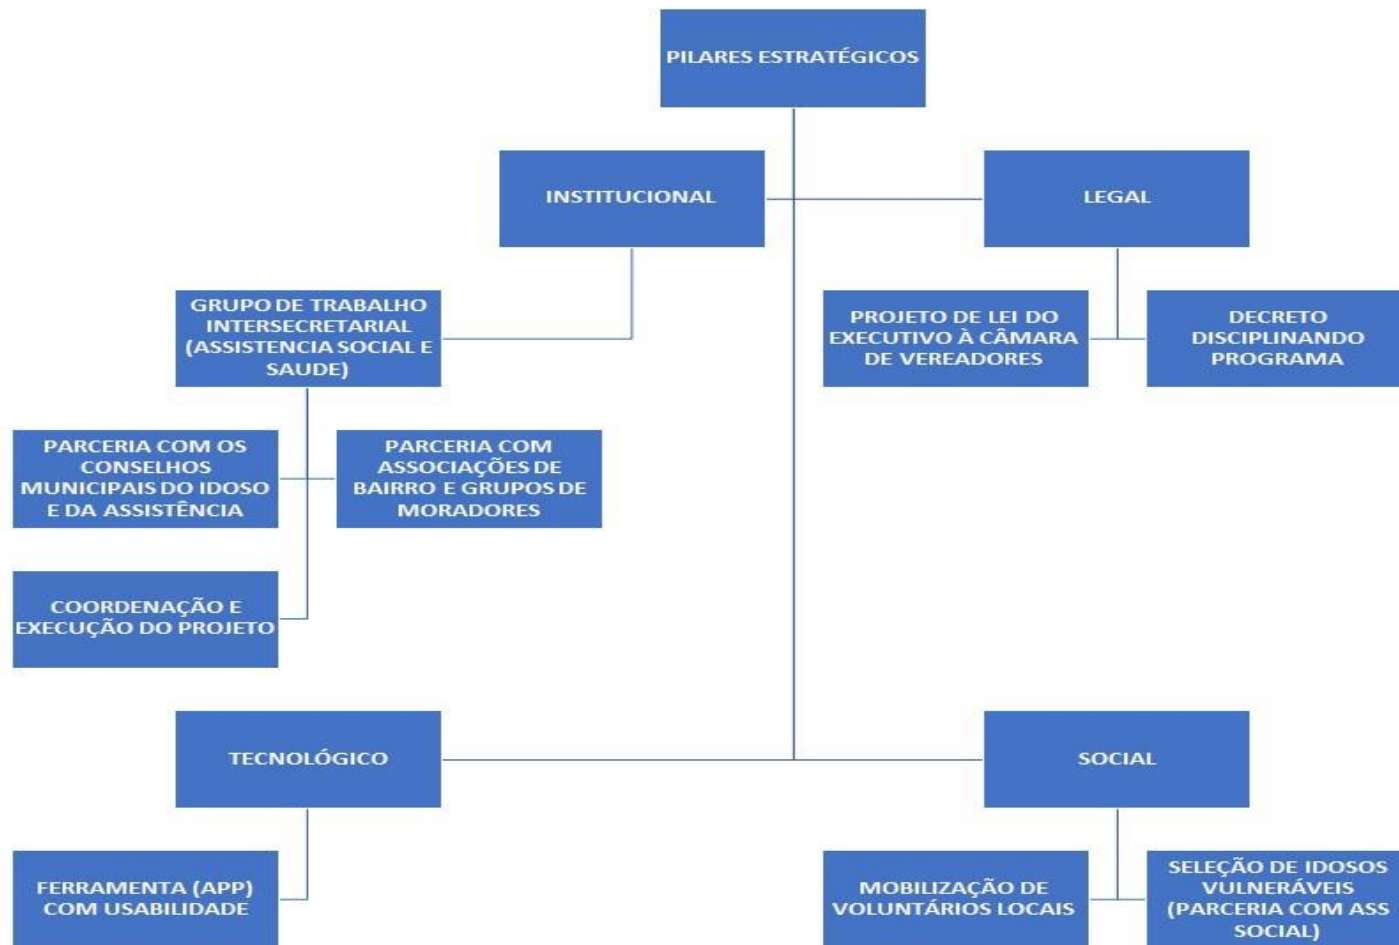 PILARES ESTRATÉGICOS
INSTITUCIONAL
LEGAL
GRUPO DE TRABALHO
INTERSECRETARIAL
(ASSISTENCIA SOCIAL E
SAUDE)
PROJETO DE LEI DO
EXECUTIVO À CÂMARA
DE VEREADORES
DECRETO
DISCIPLINANDO
PROGRAMA
PARCERIA COM OS
CONSELHOS
MUNICIPAIS DO IDOSO
E DA ASSISTÊNCIA
PARCERIA COM
ASSOCIAÇÕES DE
BAIRRO E GRUPOS DE
MORADORES
COORDENAÇÃO E
EXECUÇÃO DO PROJETO
TECNOLÓGICO
SOCIAL
FERRAMENTA (APP)
COM USABILIDADE
MOBILIZAÇÃO DE
VOLUNTÁRIOS LOCAIS
SELEÇÃO DE IDOSOS
VULNERÁVEIS
(PARCERIA COM ASS
SOCIAL)